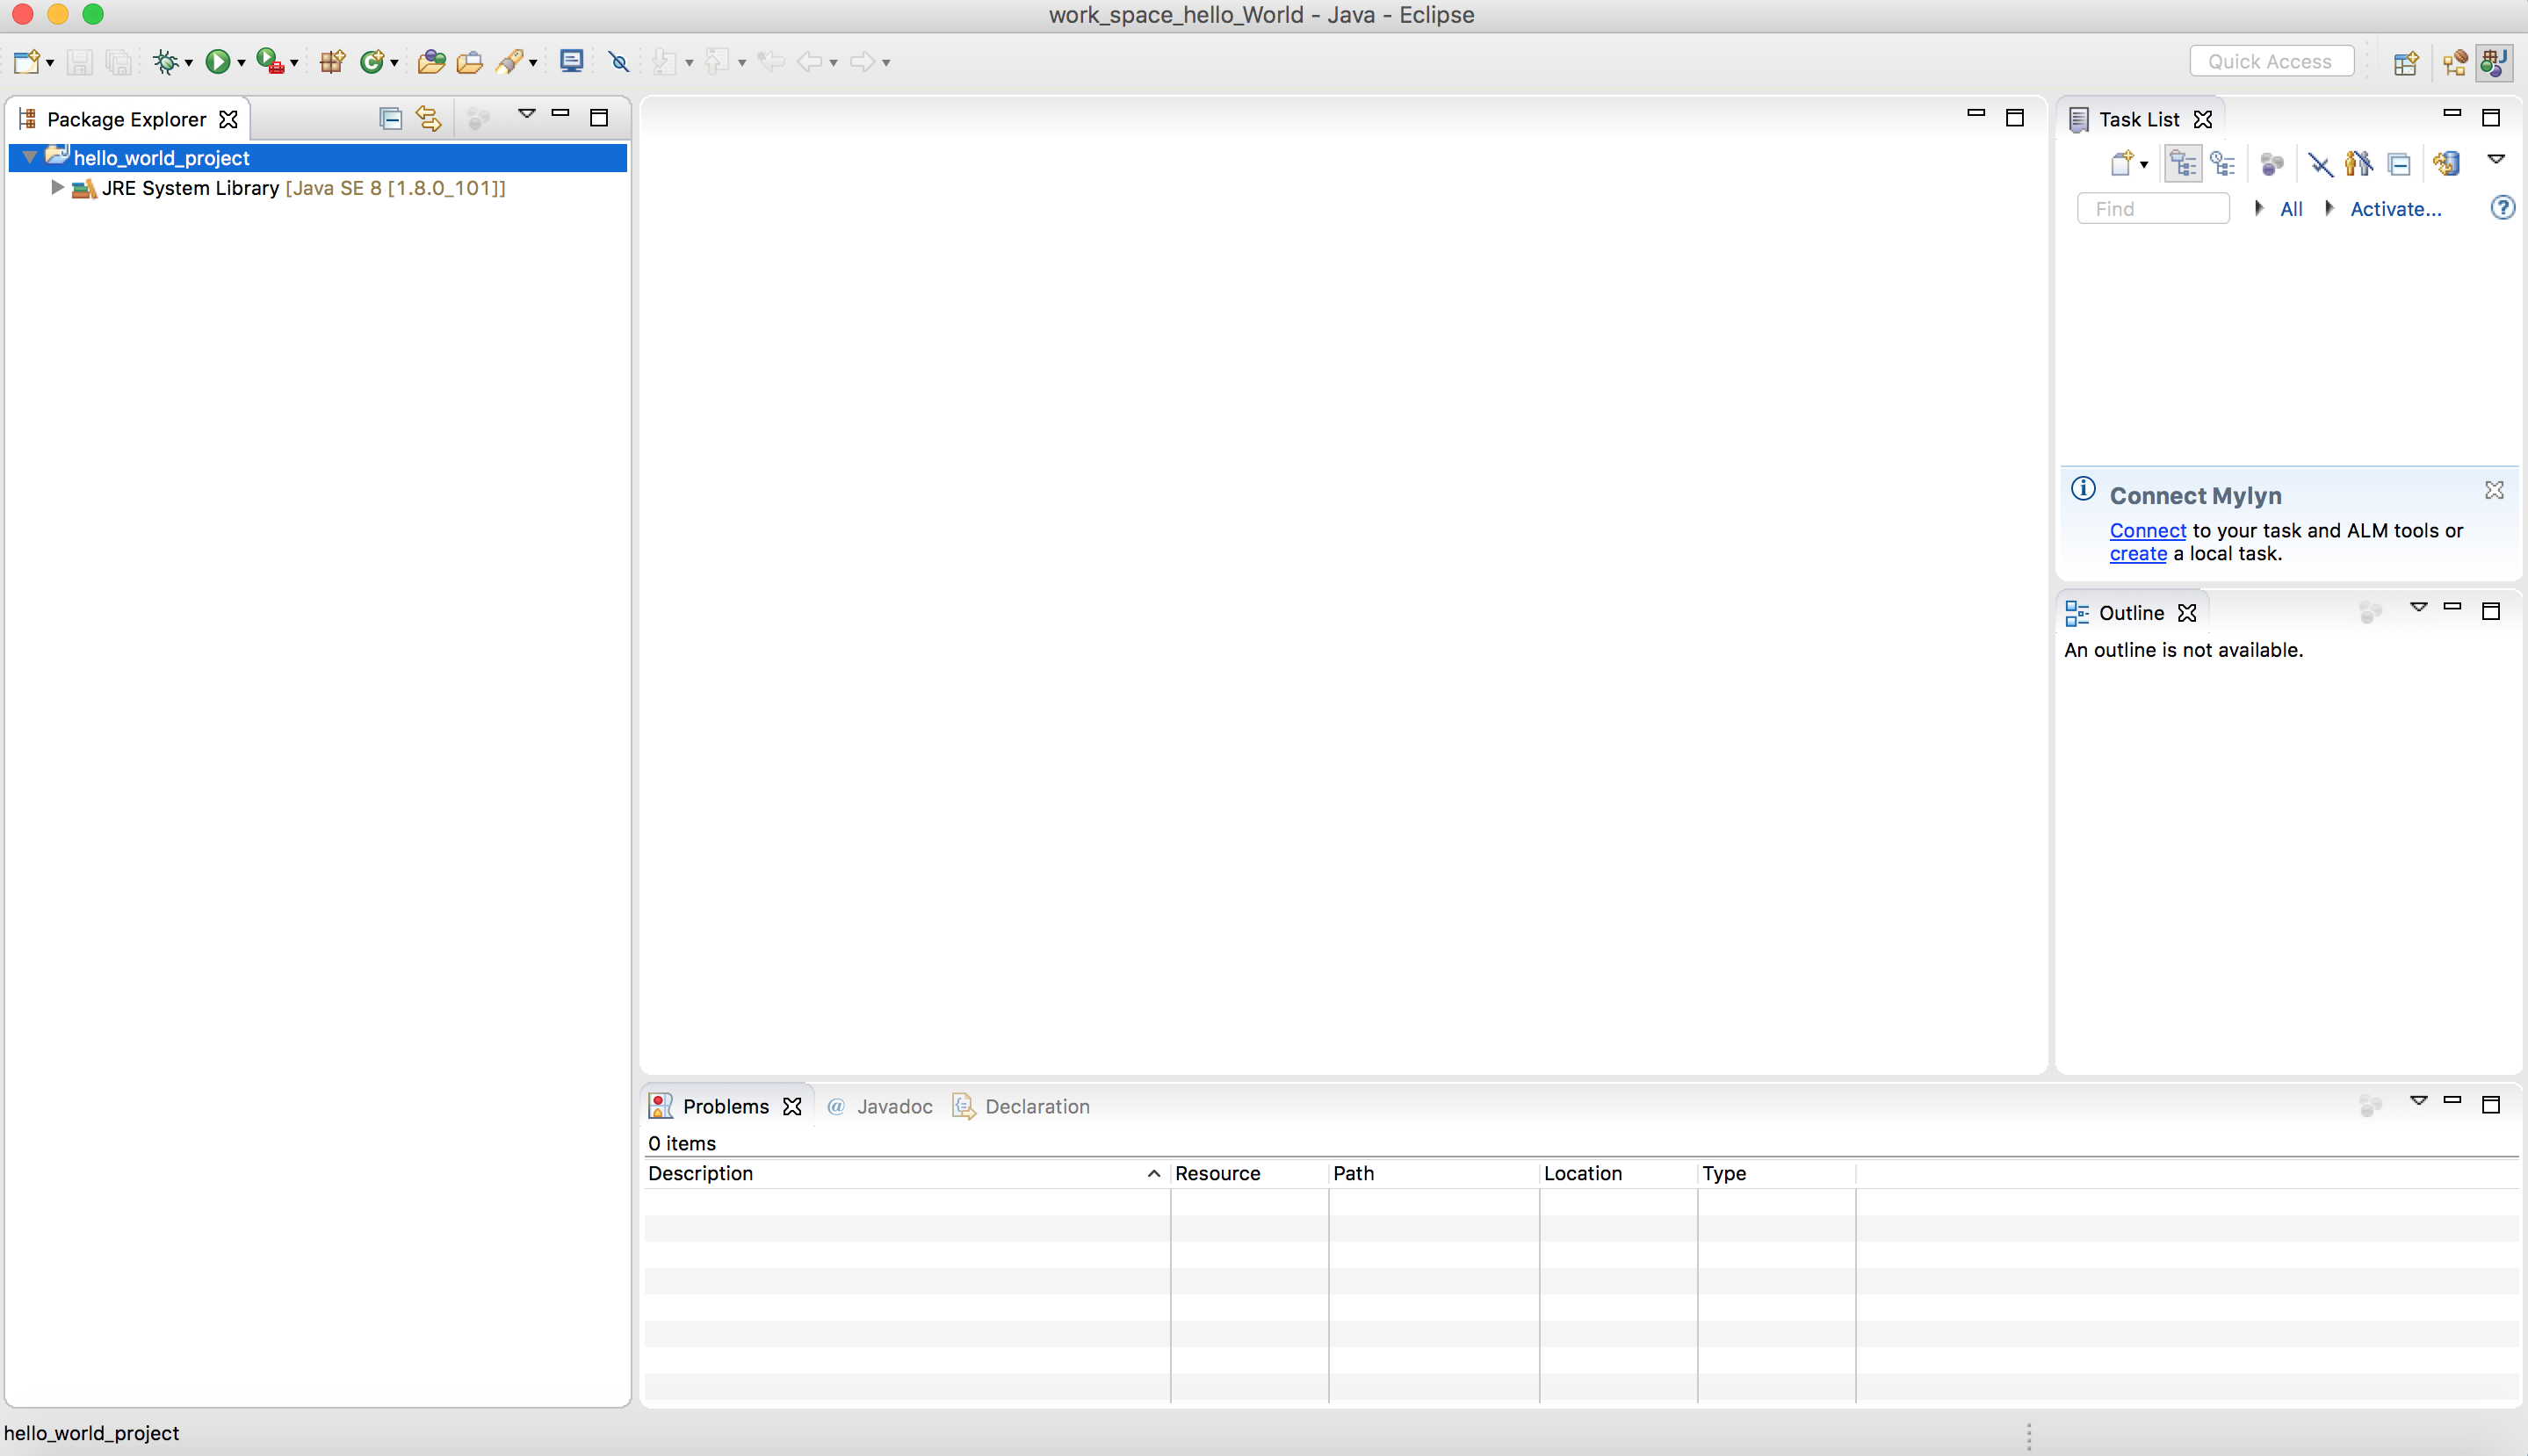 work_space_hello_World - Java - Eclipse
Quick Access
Package Explorer
hello_world_project
JRE System Library [Java SE 8 [1.8.0_101]]
Task List
Find
All
Activate...
Connect Mylyn
Connect to your task and ALM tools or
create a local task.
Outline
An outline is not available.
Problems
@ Javadoc
Declaration
0 items
Description
Resource
Path
Location
Type
hello_world_project